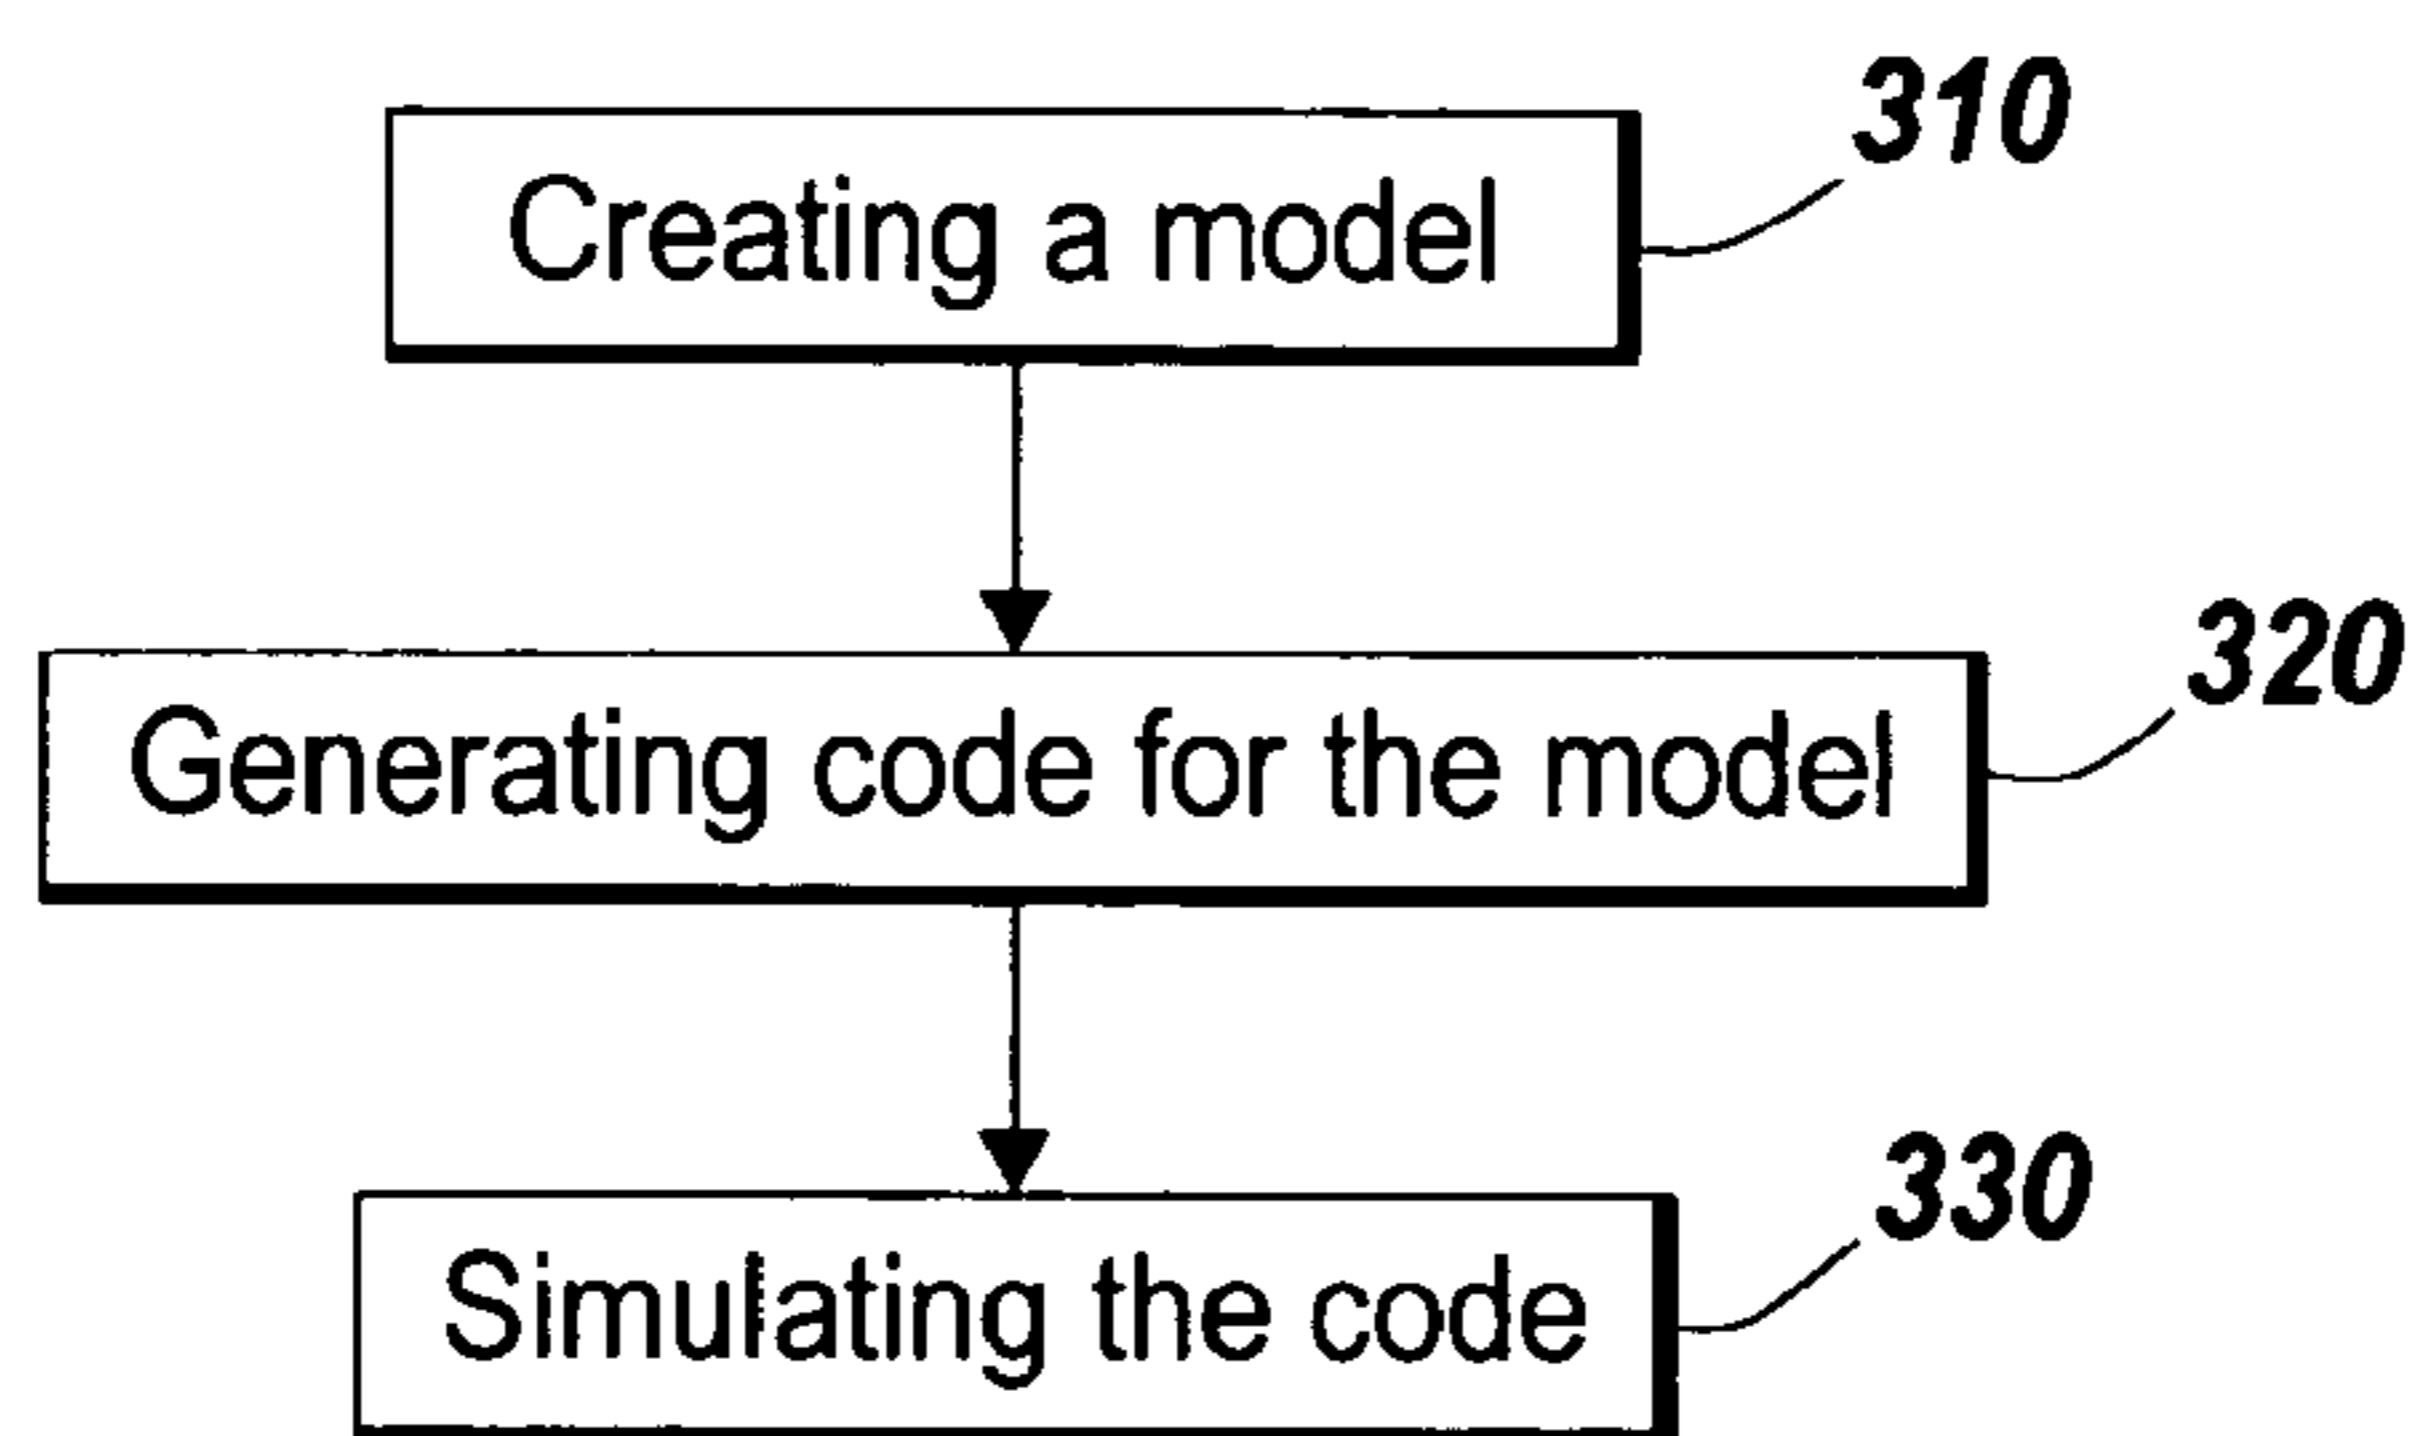 310
Creating a model
320
Generating code for the model
330
Simulating the code